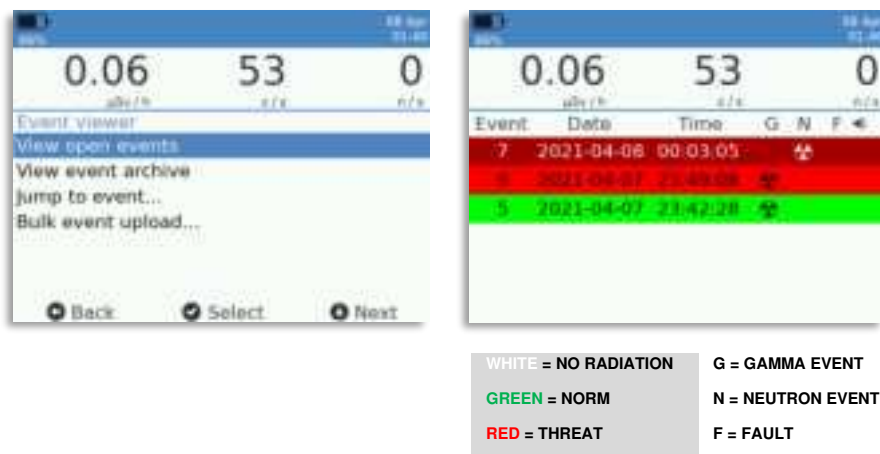 0.06 53 0
µSv/h c/s n/s
Event viewer
View open events
View event archive
Jump to event...
Bulk event upload...
Back Select Next
0.06 53 0
µSv/h c/s n/s
Event Date Time G N F
7 2021-04-08 00:03:05
5 2021-04-07 23:42:28
WHITE = NO RADIATION
GREEN = NORM
RED = THREAT
G = GAMMA EVENT
N = NEUTRON EVENT
F = FAULT